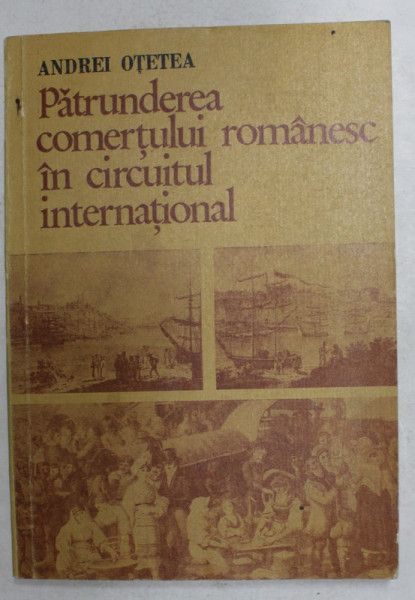 ANDREI OȚETEA
Pătrunderea
comerțului românesc
în circuitul
internațional